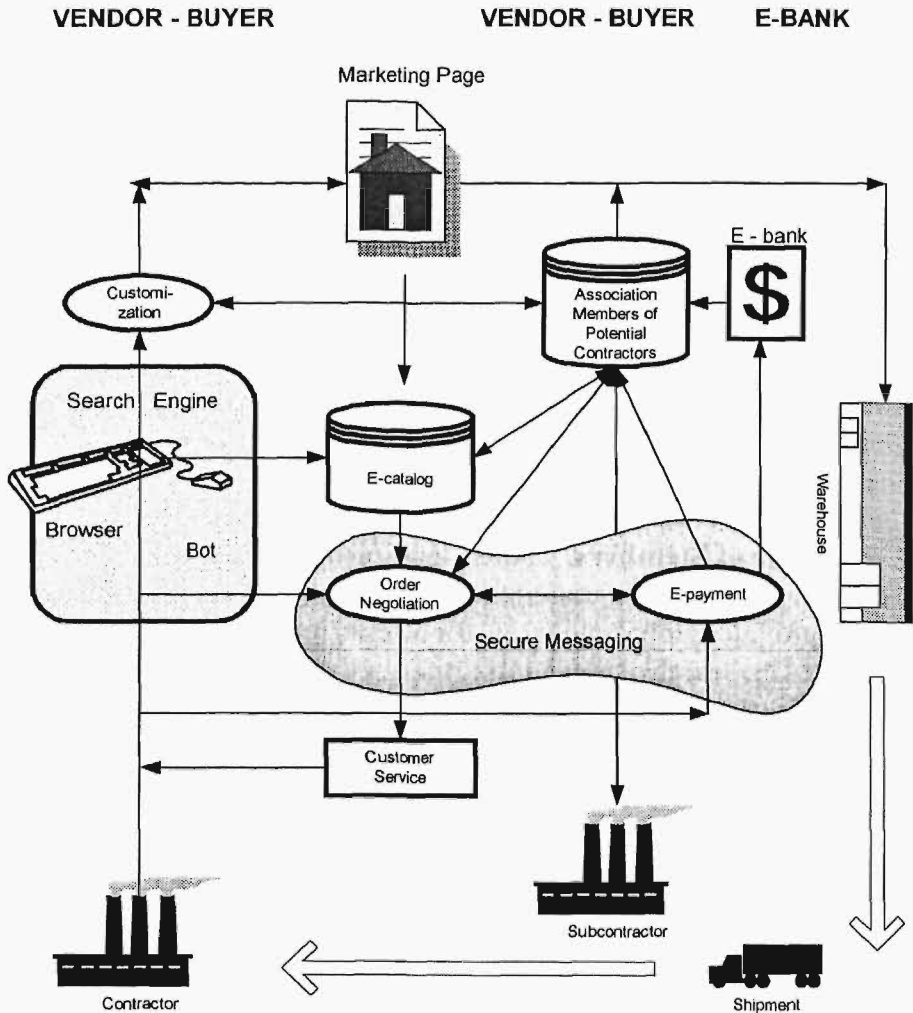 VENDOR - BUYER
VENDOR - BUYER
E-BANK
Marketing Page
E - bank
$
Customi-
zation
Association
Members of
Potential
Contractors
Search Engine
Browser
Bot
E-catalog
Warehouse
Order
Negotiation
E-payment
Secure Messaging
Customer
Service
Subcontractor
Contractor
Shipment